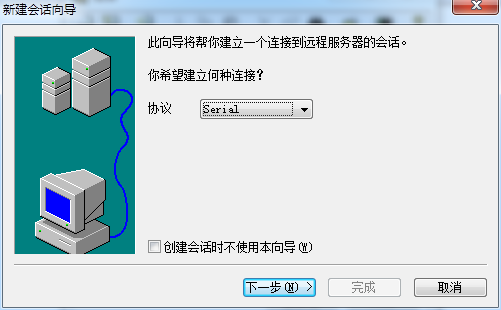 新建会话向导
此向导将帮你建立一个连接到远程服务器的会话。
你希望建立何种连接?
协议 Serial
创建会话时不使用本向导(W)
下一步(N) > 完成 取消